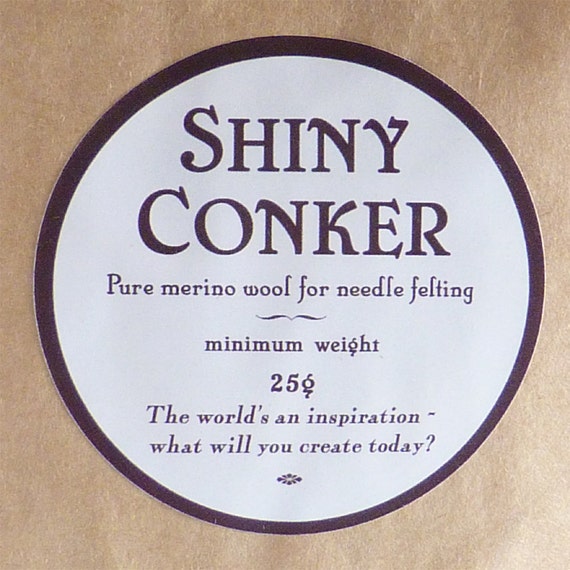 SHINY
CONKER
Pure merino wool for needle felting
minimum weight
25g
The world's an inspiration -
what will you create today?